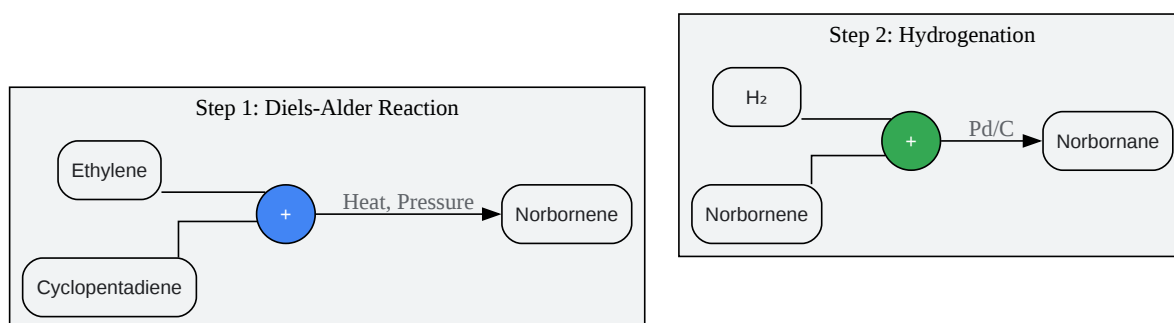 Step 1: Diels-Alder Reaction
Ethylene
+
Heat, Pressure
Norbornene
Cyclopentadiene
Step 2: Hydrogenation
H₂
+
Pd/C
Norbornane
Norbornene